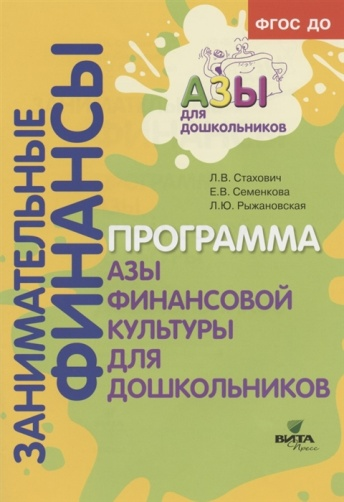 ФГОС ДО
АЗЫ
для
дошкольников
Л.В. Стахович
Е.В. Семенкова
Л.Ю. Рыжановская
ЗАНИМАТЕЛЬНЫЕ
ФИНАНСЫ
ПРОГРАММА
АЗЫ
ФИНАНСОВОЙ
КУЛЬТУРЫ
ДЛЯ
ДОШКОЛЬНИКОВ
ВИТА
Пресс